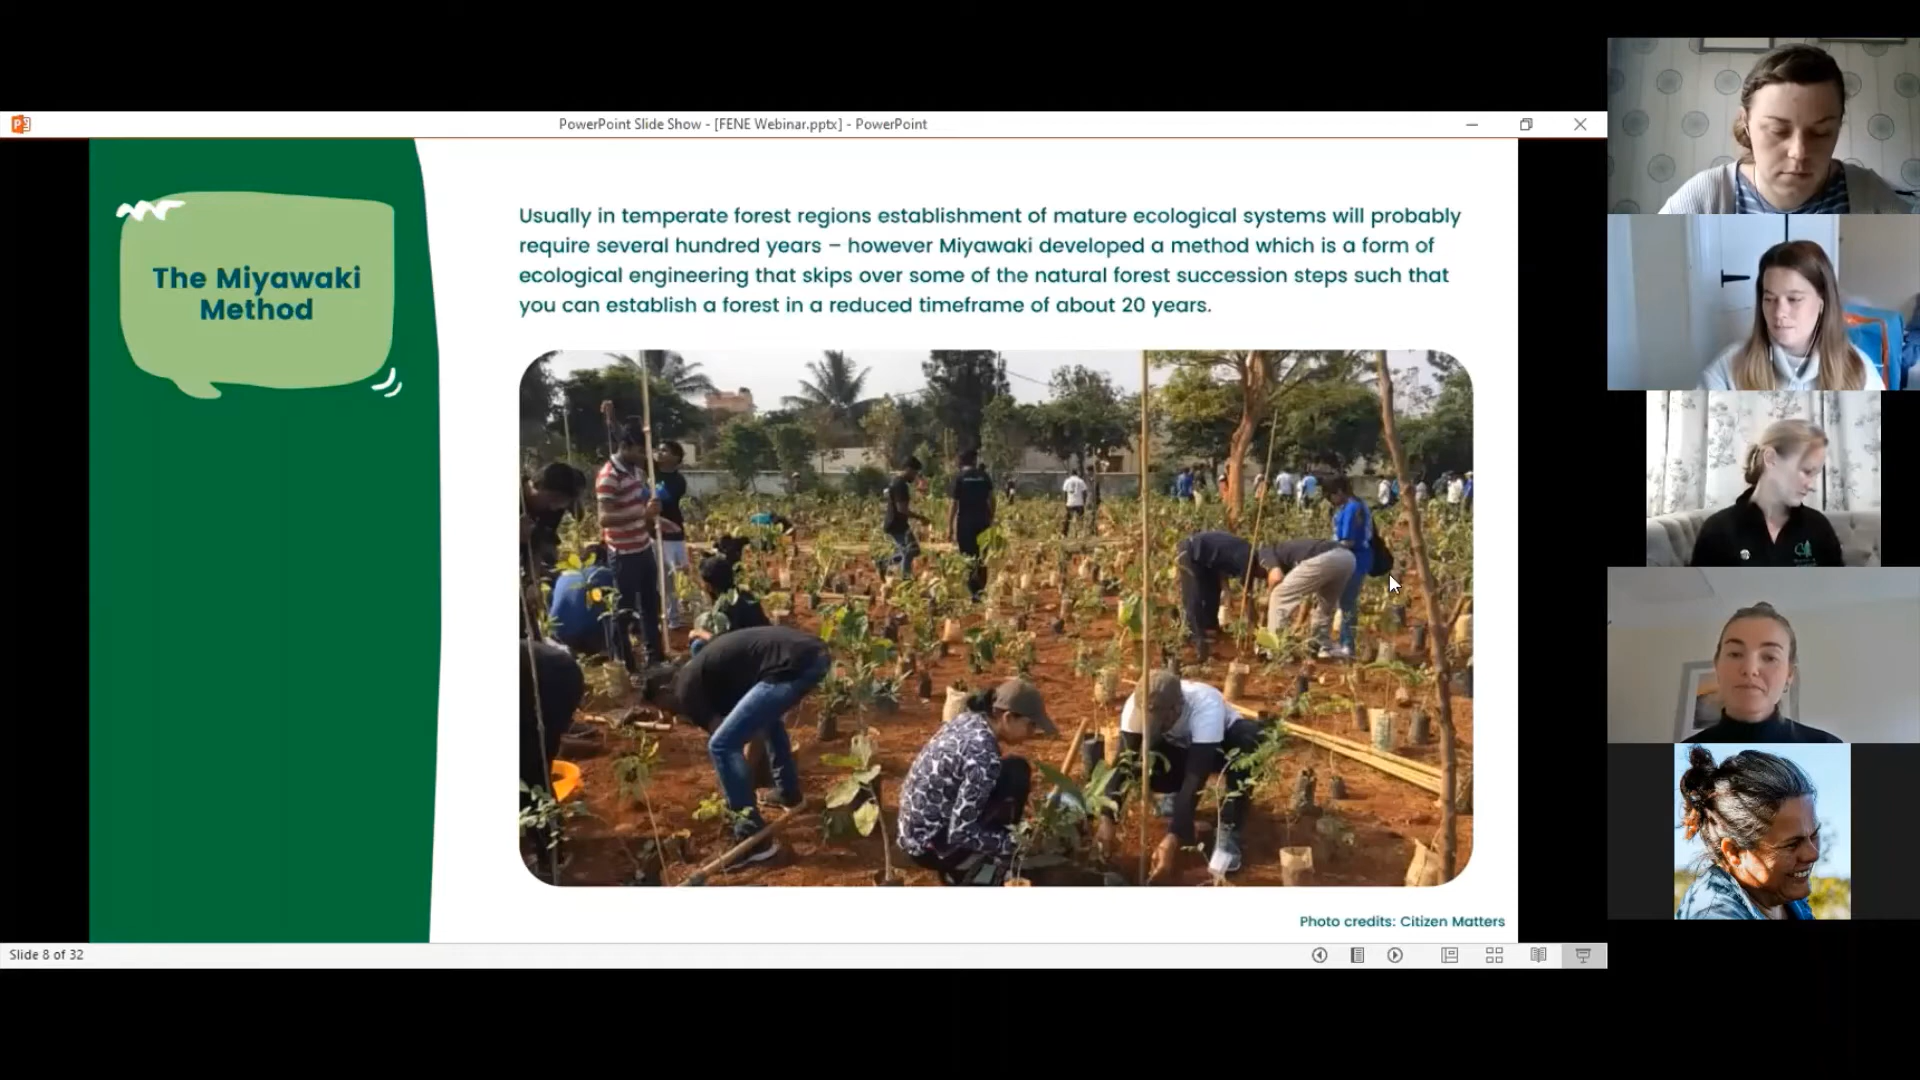 PowerPoint Slide Show - [FENE Webinar.pptx] - PowerPoint
The Miyawaki
Method
Usually in temperate forest regions establishment of mature ecological systems will probably
require several hundred years – however Miyawaki developed a method which is a form of
ecological engineering that skips over some of the natural forest succession steps such that
you can establish a forest in a reduced timeframe of about 20 years.
Photo credits: Citizen Matters
Slide 8 of 32